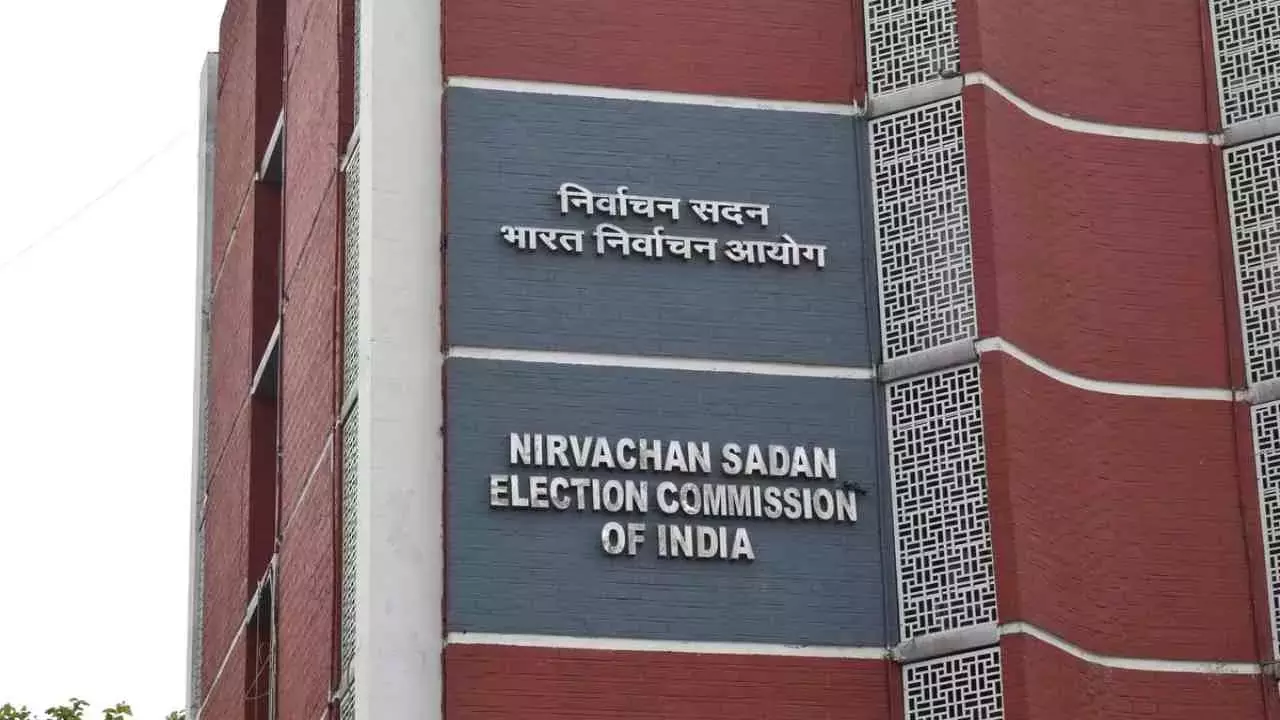 निर्वाचन सदन
भारत निर्वाचन आयोग
NIRVACHAN SADAN
ELECTION COMMISSION
OF INDIA